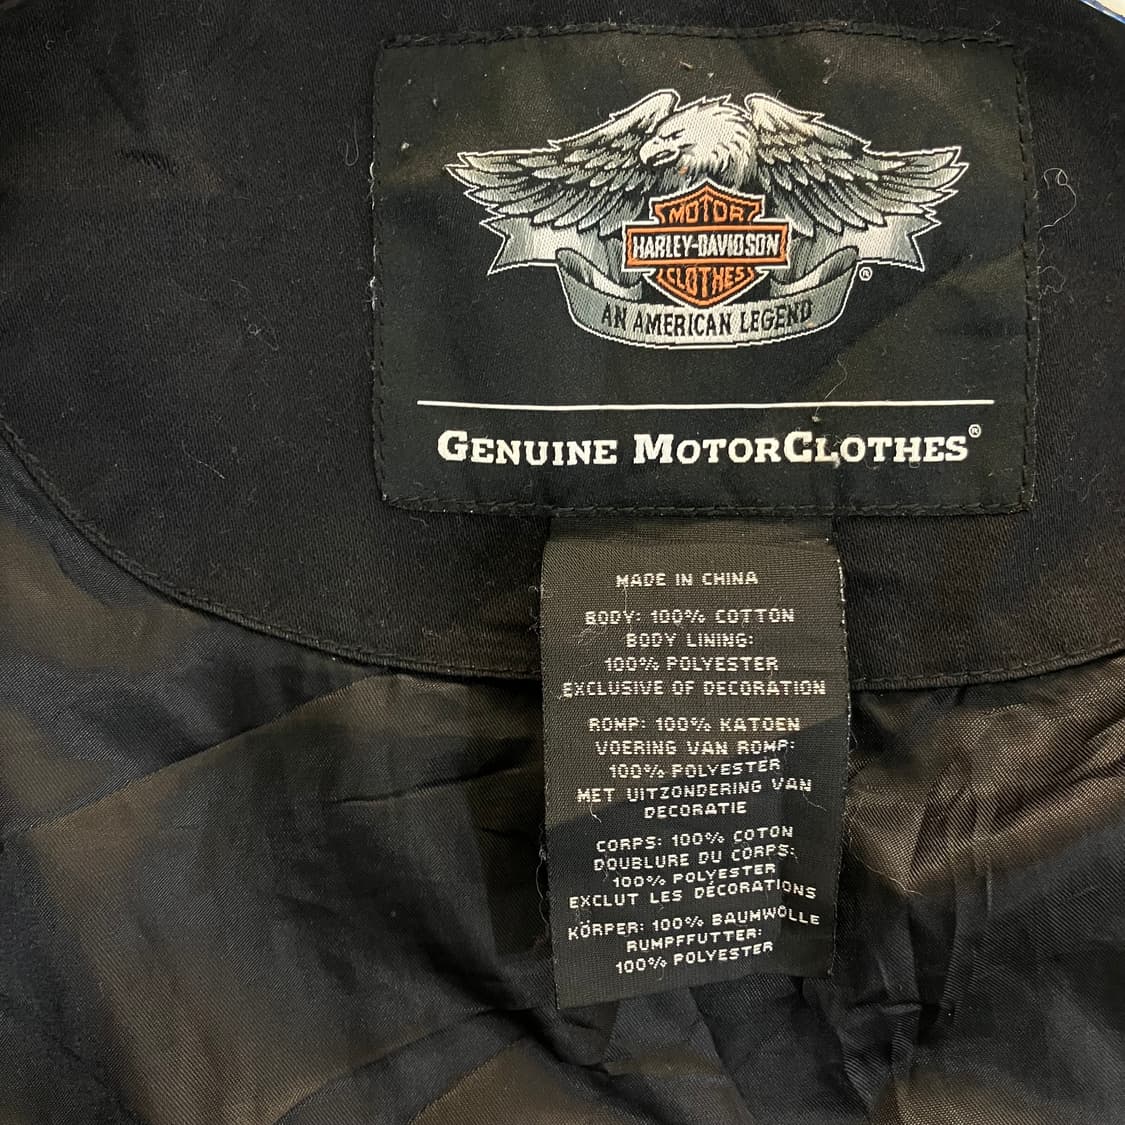 MOTOR
HARLEY-DAVIDSON
CLOTHES
®
AN AMERICAN LEGEND
GENUINE MOTORCLOTHES®
MADE IN CHINA
BODY: 100% COTTON
BODY LINING:
100% POLYESTER
EXCLUSIVE OF DECORATION
ROMP: 100% KATOEN
VOERING VAN ROMP:
100% POLYESTER
MET UITZONDERING VAN
DECORATIE
CORPS: 100% COTON
DOUBLURE DU CORPS:
100% POLYESTER
EXCLUT LES DÉCORATIONS
KÖRPER: 100% BAUMWOLLE
RUMPFFUTTER:
100% POLYESTER